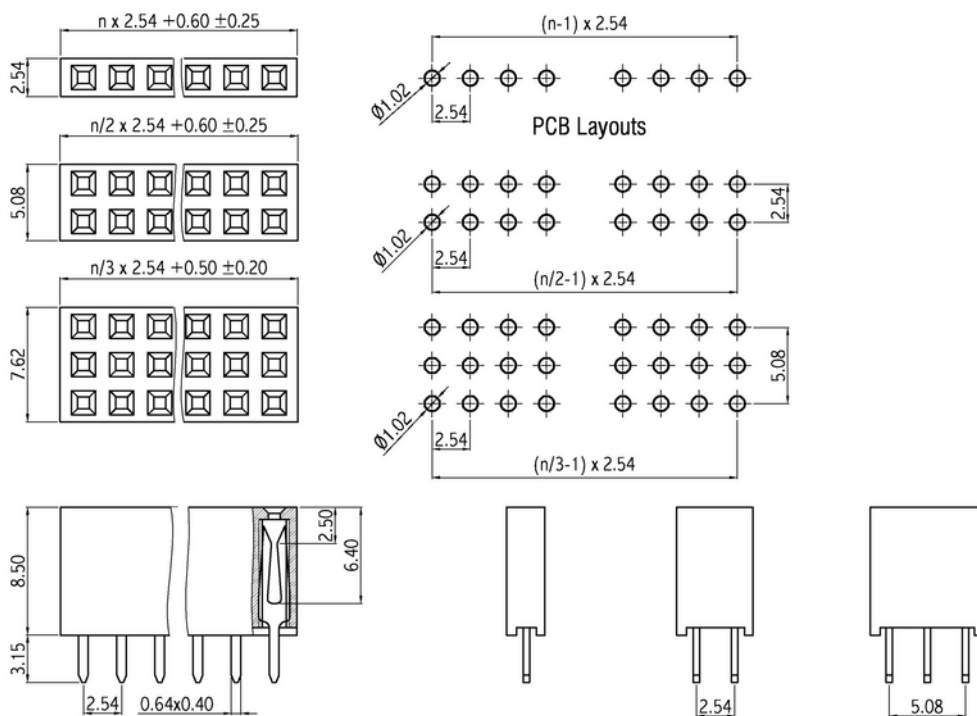 n x 2.54 +0.60 ±0.25
2.54
n/2 x 2.54 +0.60 ±0.25
5.08
n/3 x 2.54 +0.50 ±0.20
7.62
(n-1) x 2.54
Ø1.02
2.54
PCB Layouts
2.54
Ø1.02
2.54
(n/2-1) x 2.54
5.08
Ø1.02
2.54
(n/3-1) x 2.54
8.50
2.50
6.40
3.15
2.54
0.64x0.40
2.54
5.08